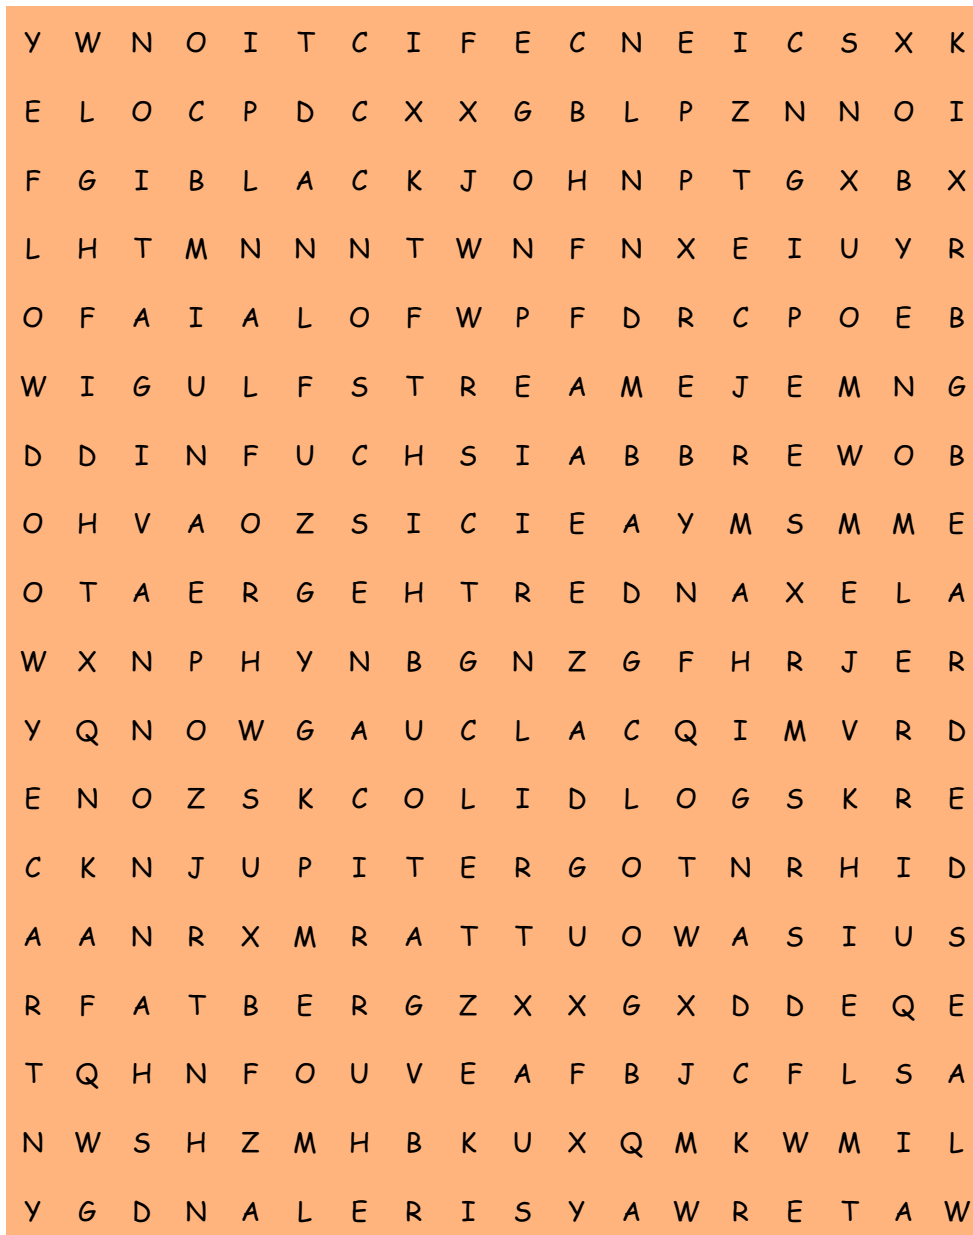 Y W N O I T C I F E C N E I C S X K
E L O C P D C X X G B L P Z N N O I
F G I B L A C K J O H N P T G X B X
L H T M N N N T W N F N X E I U Y R
O F A I A L O F W P F D R C P O E B
W I G U L F S T R E A M E J E M N G
D D I N F U C H S I A B B R E W O B
O H V A O Z S I C I E A Y M S M M E
O T A E R G E H T R E D N A X E L A
W X N P H Y N B G N Z G F H R J E R
Y Q N O W G A U C L A C Q I M V R D
E N O Z S K C O L I D L O G S K R E
C K N J U P I T E R G O T N R H I D
A A N R X M R A T T U O W A S I U S
R F A T B E R G Z X X G X D D E Q E
T Q H N F O U V E A F B J C F L S A
N W S H Z M H B K U X Q M K W M I L
Y G D N A L E R I S Y A W R E T A W